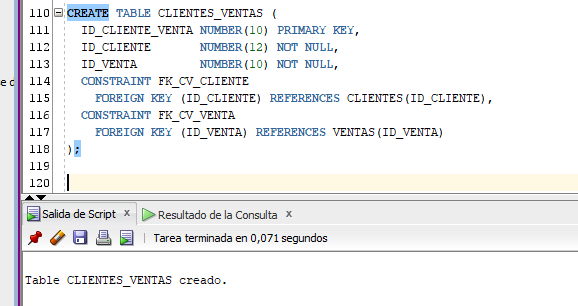 110 CREATE TABLE CLIENTES_VENTAS (
111 ID_CLIENTE_VENTA NUMBER(10) PRIMARY KEY,
112 ID_CLIENTE NUMBER(12) NOT NULL,
113 ID_VENTA NUMBER(10) NOT NULL,
114 CONSTRAINT FK_CV_CLIENTE
e d
115 FOREIGN KEY (ID_CLIENTE) REFERENCES CLIENTES(ID_CLIENTE),
116 CONSTRAINT FK_CV_VENTA
117 FOREIGN KEY (ID_VENTA) REFERENCES VENTAS(ID_VENTA)
118 );
119
120
Salida de Script x Resultado de la Consulta x
Tarea terminada en 0,071 segundos
Table CLIENTES_VENTAS creado.